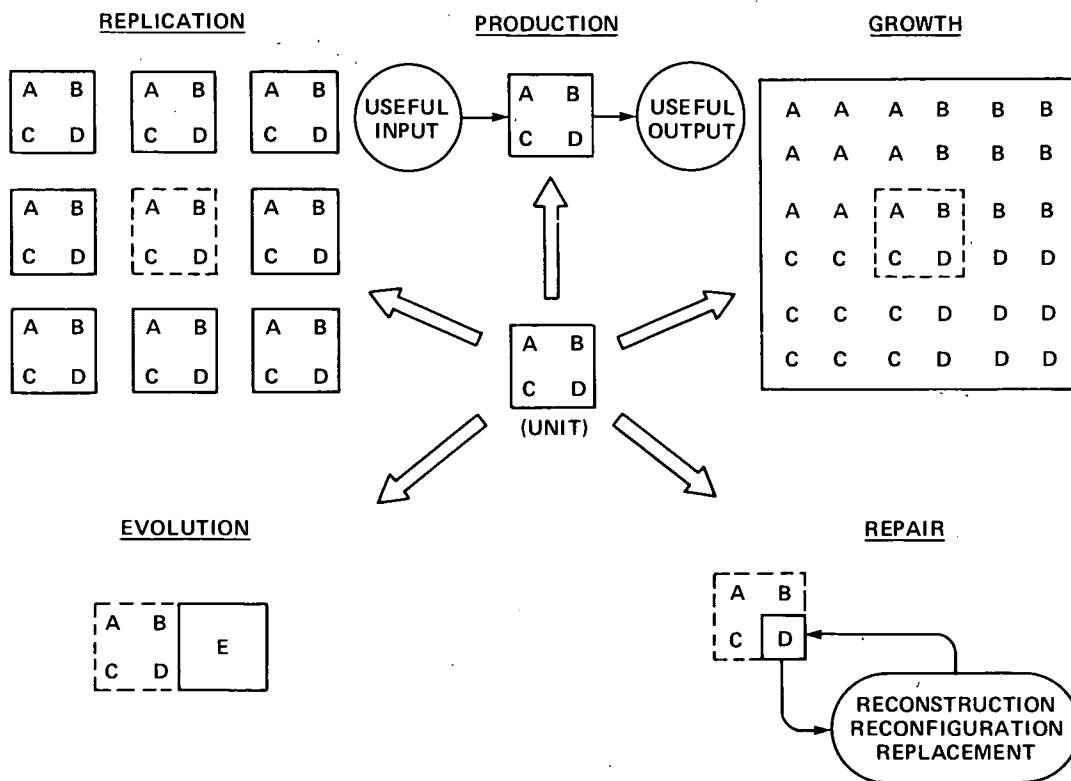 REPLICATION
A B A B A B
C D C D C D
A B A B A B
C D C D C D
A B A B A B
C D C D C D
PRODUCTION
USEFUL
INPUT
A B
C D
USEFUL
OUTPUT
GROWTH
A A A B B B
A A A B B B
A A A B B B
C C C D D D
C C C D D D
C C C D D D
A B
C D
(UNIT)
EVOLUTION
A B
C D
E
REPAIR
A B
C D
RECONSTRUCTION
RECONFIGURATION
REPLACEMENT